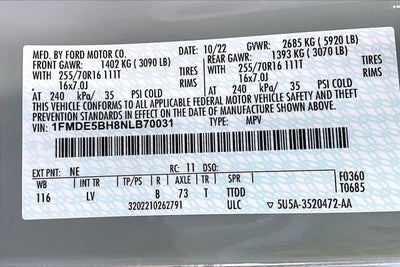 MFD. BY FORD MOTOR CO.
DATE: 10/22 GVWR: 2685 KG ( 5920 LB)
FRONT GAWR: 1402 KG ( 3090 LB) REAR GAWR: 1393 KG ( 3070 LB)
WITH 255/70R16 111T TIRES WITH 255/70R16 111T TIRES
16x7.0J RIMS 16x7.0J RIMS
AT 240 kPa/ 35 PSI COLD AT 240 kPa/ 35 PSI COLD
THIS VEHICLE CONFORMS TO ALL APPLICABLE FEDERAL MOTOR VEHICLE SAFETY AND BUMPER AND THEFT
PREVENTION STANDARDS IN EFFECT ON THE DATE OF MANUFACTURE SHOWN ABOVE.
VIN: 1FMDE5BH8NLB70031 TYPE: MPV
EXT PNT: NE RC: 11 DSO: F0360
WB INT TR TP/PS R AXLE TR SPR T0685
116 LV B 73 T TTDD
3202210262791 ULC ▽ 5U5A-3520472-AA